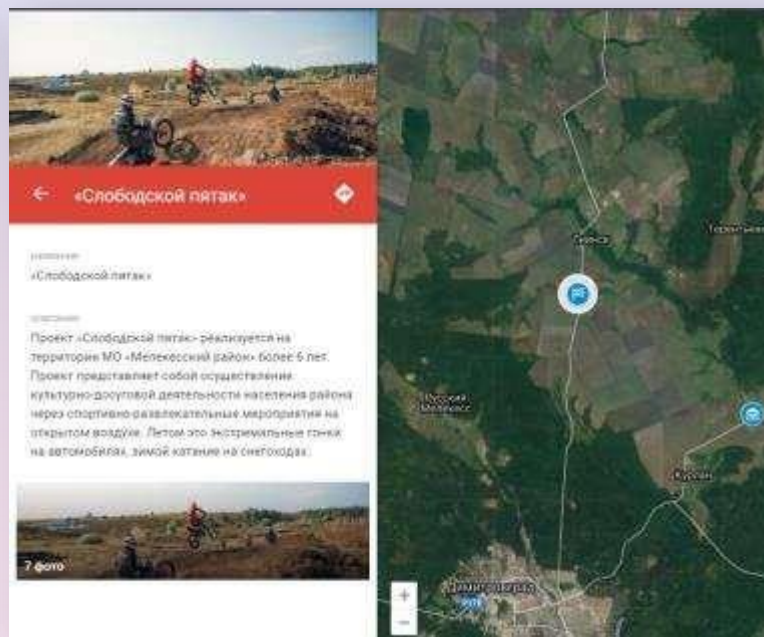 «Слободской пятак»
название
«Слободской пятак»
описание
Проект «Слободской пятак» реализуется на
территории МО «Мелекесский район» более 6 лет.
Проект представляет собой осуществление
культурно-досуговой деятельности населения района
через спортивно-развлекательные мероприятия на
открытом воздухе. Летом это экстремальные гонки
на автомобилях, зимой катание на снегоходах.
7 фото
Русский
Мелекесс
Димитровград
+
−